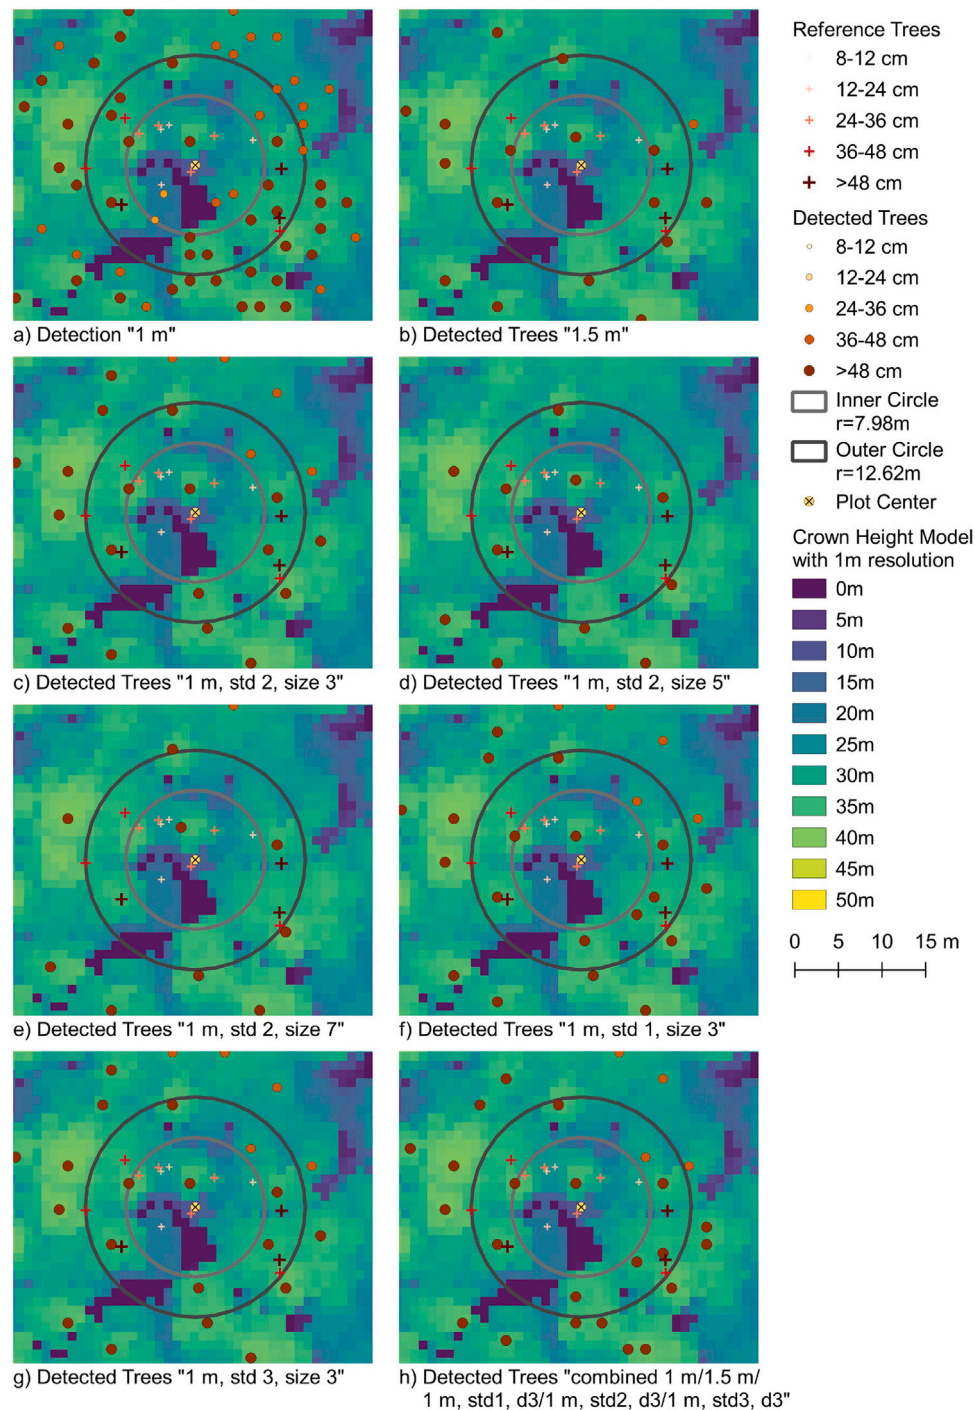 Reference Trees
8-12 cm
12-24 cm
24-36 cm
36-48 cm
>48 cm
Detected Trees
8-12 cm
12-24 cm
24-36 cm
36-48 cm
>48 cm
Inner Circle
r=7.98m
Outer Circle
r=12.62m
Plot Center
Crown Height Model
with 1m resolution
0m
5m
10m
15m
20m
25m
30m
35m
40m
45m
50m
0 5 10 15 m
a) Detection "1 m"
b) Detected Trees "1.5 m"
c) Detected Trees "1 m, std 2, size 3"
d) Detected Trees "1 m, std 2, size 5"
e) Detected Trees "1 m, std 2, size 7"
f) Detected Trees "1 m, std 1, size 3"
g) Detected Trees "1 m, std 3, size 3"
h) Detected Trees "combined 1 m/1.5 m/
1 m, std1, d3/1 m, std2, d3/1 m, std3, d3"